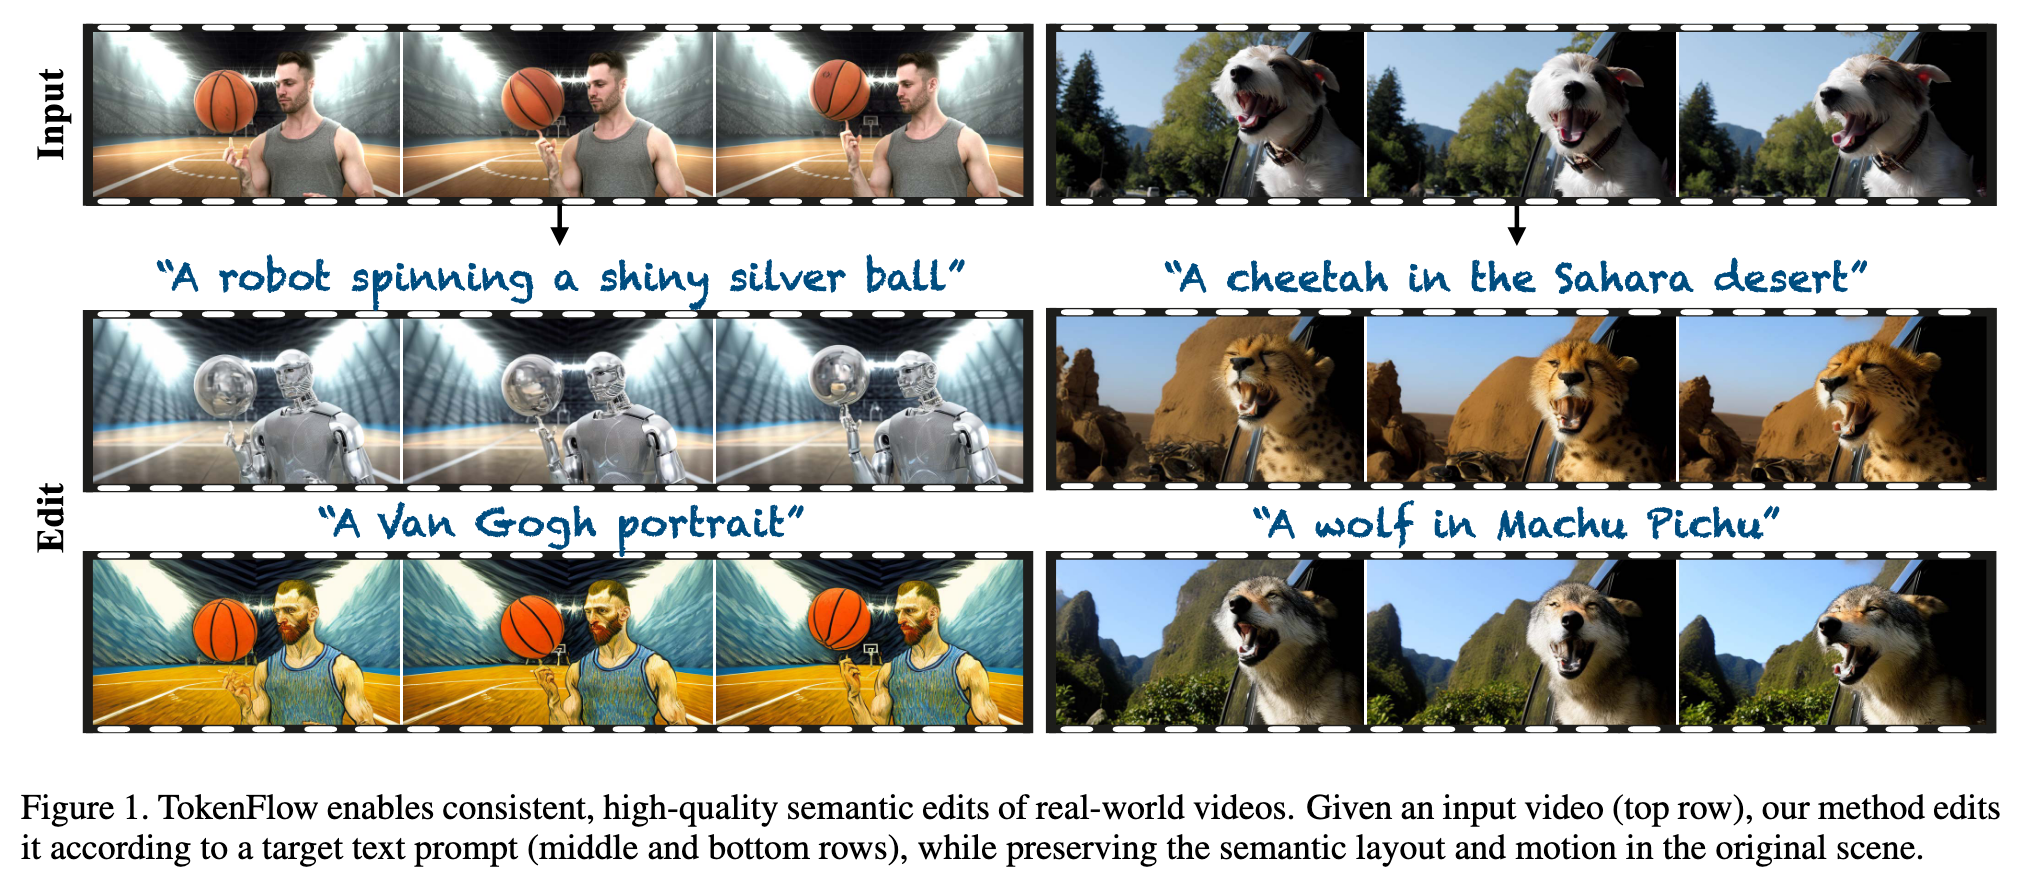 Input
"A robot spinning a shiny silver ball"
"A cheetah in the Sahara desert"
Edit
"A Van Gogh portrait"
"A wolf in Machu Pichu"
Figure 1. TokenFlow enables consistent, high-quality semantic edits of real-world videos. Given an input video (top row), our method edits
it according to a target text prompt (middle and bottom rows), while preserving the semantic layout and motion in the original scene.